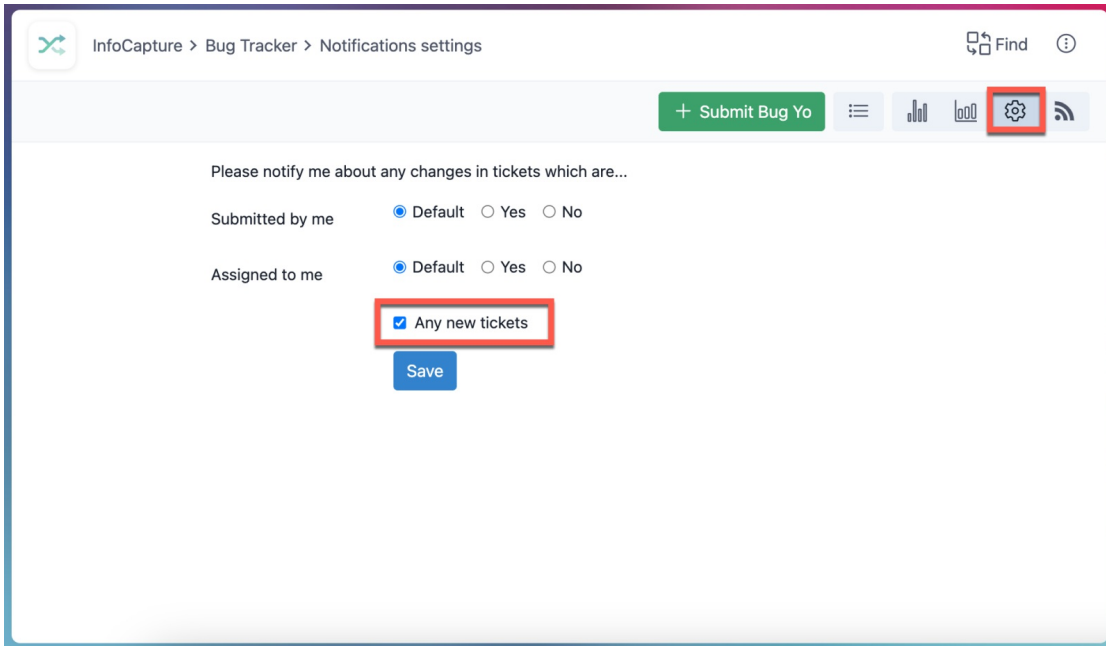 InfoCapture > Bug Tracker > Notifications settings
Find
+ Submit Bug Yo
Please notify me about any changes in tickets which are...
Submitted by me
Default Yes No
Assigned to me
Default Yes No
Any new tickets
Save